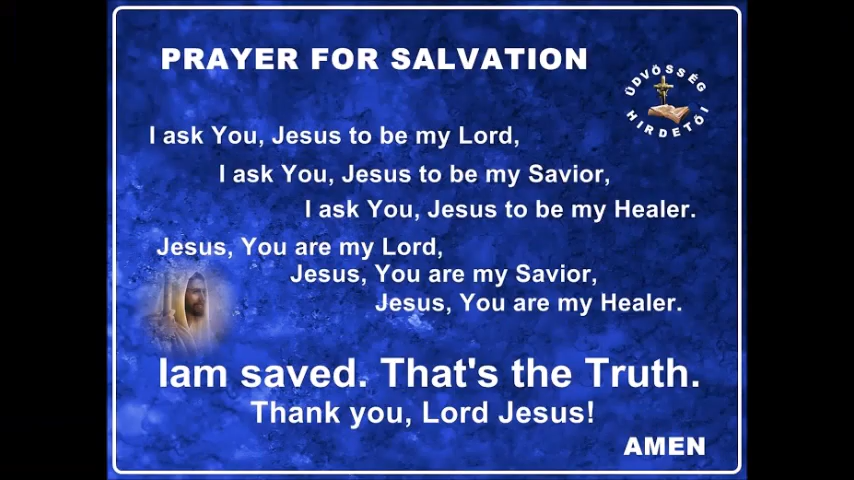 PRAYER FOR SALVATION
ÜDVÖSSÉG
HIRDETŐI
I ask You, Jesus to be my Lord,
I ask You, Jesus to be my Savior,
I ask You, Jesus to be my Healer.
Jesus, You are my Lord,
Jesus, You are my Savior,
Jesus, You are my Healer.
Iam saved. That's the Truth.
Thank you, Lord Jesus!
AMEN